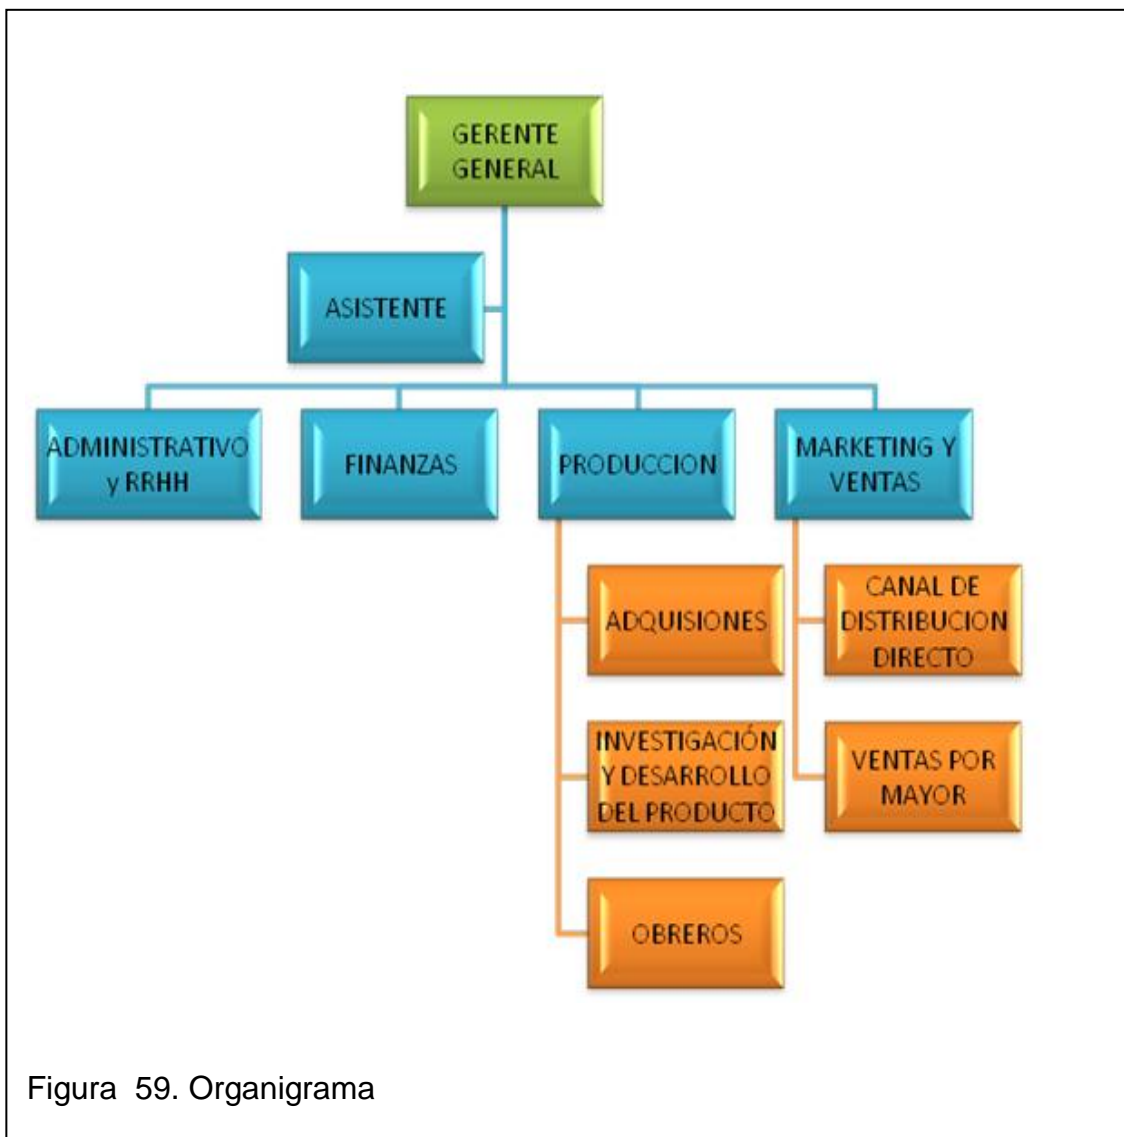 GERENTE
GENERAL
ASISTENTE
ADMINISTRATIVO
y RRHH
FINANZAS
PRODUCCION
MARKETING Y
VENTAS
ADQUISIONES
INVESTIGACIÓN
Y DESARROLLO
DEL PRODUCTO
OBREROS
CANAL DE
DISTRIBUCION
DIRECTO
VENTAS POR
MAYOR
Figura 59. Organigrama